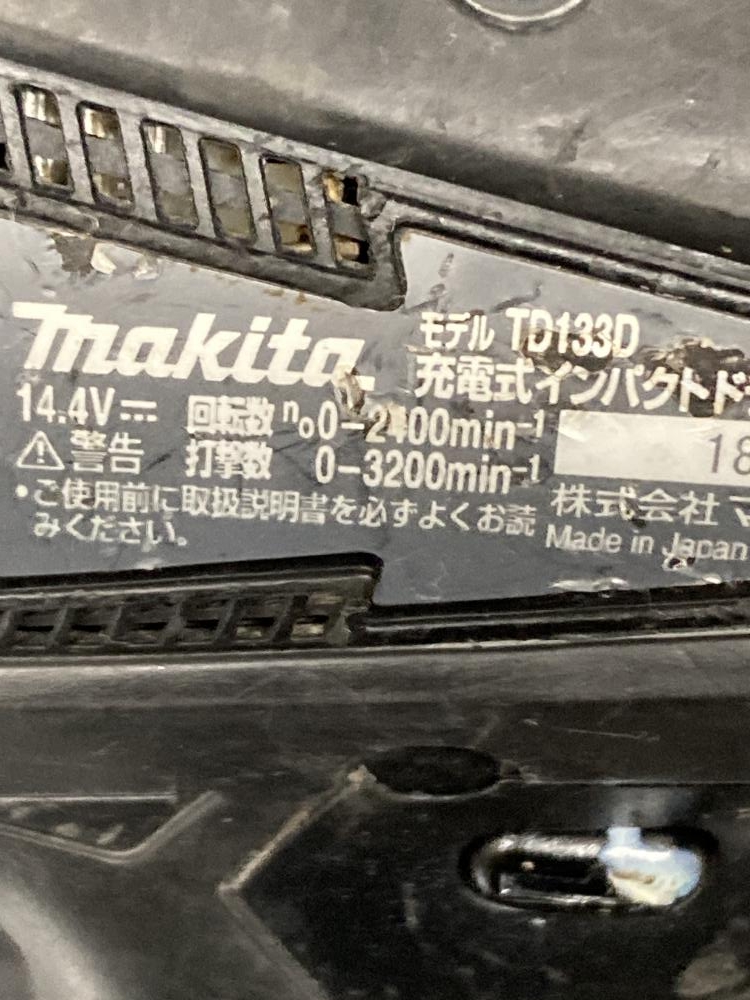 makita
モデル TD133D
充電式インパクトド
14.4V⎓ 回転数 n₀0-2400min⁻¹
⚠警告 打撃数 0-3200min⁻¹
18
•ご使用前に取扱説明書を必ずよくお読
みください。
株式会社マ
Made in Japan